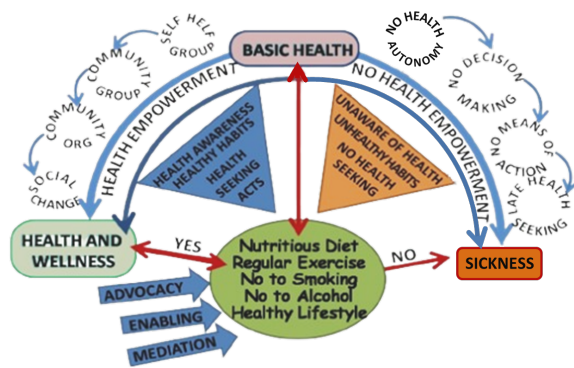 SELF HELF
GROUP
COMMUNITY
GROUP
COMMUNITY
ORG
SOCIAL
CHANGE
BASIC HEALTH
NO HEALTH
AUTONOMY
NO DECISION
MAKING
NO MEANS OF
ACTION
LATE HEALTH
SEEKING
HEALTH EMPOWERMENT
NO HEALTH EMPOWERMENT
HEALTH AWARENESS
HEALTHY HABITS
HEALTH
SEEKING
ACTS
UNAWARE OF HEALTH
UNHEALTHYHABITS
NO HEALTH
SEEKING
HEALTH AND
WELLNESS
YES
Nutritious Diet
Regular Exercise
No to Smoking
No to Alcohol
Healthy Lifestyle
NO
SICKNESS
ADVOCACY
ENABLING
MEDIATION